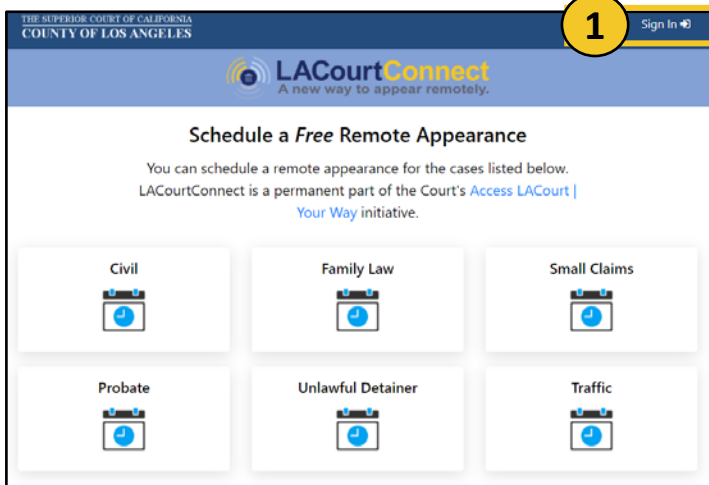 THE SUPERIOR COURT OF CALIFORNIA
COUNTY OF LOS ANGELES
1
Sign In
LACourtConnect
A new way to appear remotely.
Schedule a Free Remote Appearance
You can schedule a remote appearance for the cases listed below.
LACourtConnect is a permanent part of the Court's Access LACourt |
Your Way initiative.
Civil
Family Law
Small Claims
Probate
Unlawful Detainer
Traffic